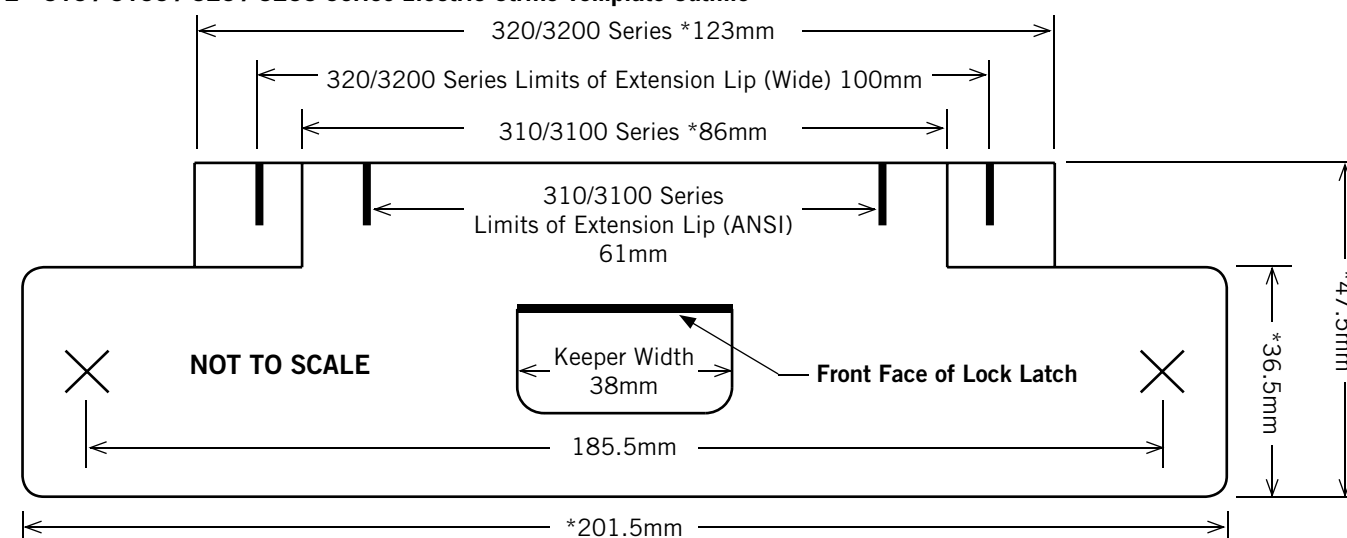 320/3200 Series *123mm
320/3200 Series Limits of Extension Lip (Wide) 100mm
310/3100 Series *86mm
310/3100 Series
Limits of Extension Lip (ANSI)
61mm
NOT TO SCALE
Keeper Width
38mm
Front Face of Lock Latch
185.5mm
*201.5mm
*36.5mm
*47.5mm